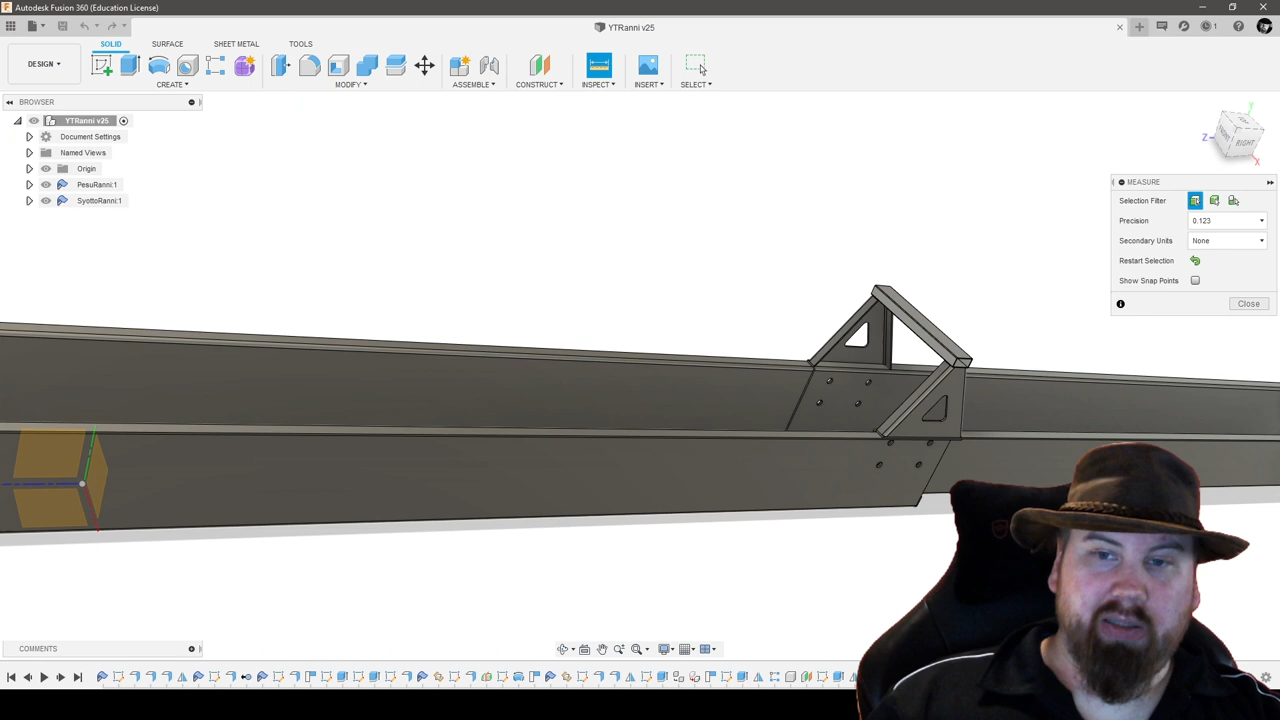 Autodesk Fusion 360 (Education License)
YTRanni v25
1
SOLID
SURFACE
SHEET METAL
TOOLS
DESIGN
CREATE
MODIFY
ASSEMBLE
CONSTRUCT
INSPECT
INSERT
SELECT
BROWSER
YTRanni v25
Document Settings
Named Views
Origin
PesuRanni:1
SyottoRanni:1
Y
Z
X
RIGHT
MEASURE
Selection Filter
Precision
0.123
Secondary Units
None
Restart Selection
Show Snap Points
Close
COMMENTS